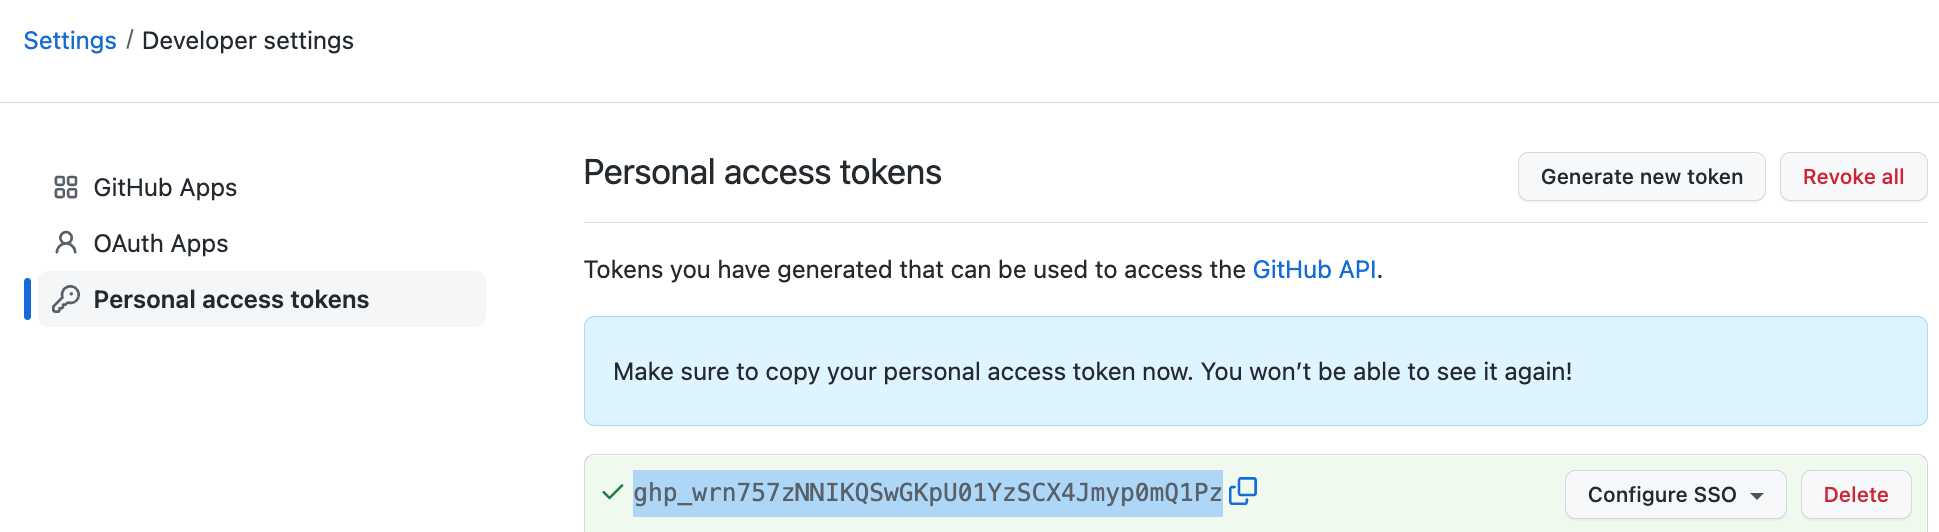 Settings / Developer settings
GitHub Apps
OAuth Apps
Personal access tokens
Personal access tokens
Generate new token
Revoke all
Tokens you have generated that can be used to access the GitHub API.
Make sure to copy your personal access token now. You won’t be able to see it again!
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
Configure SSO
Delete